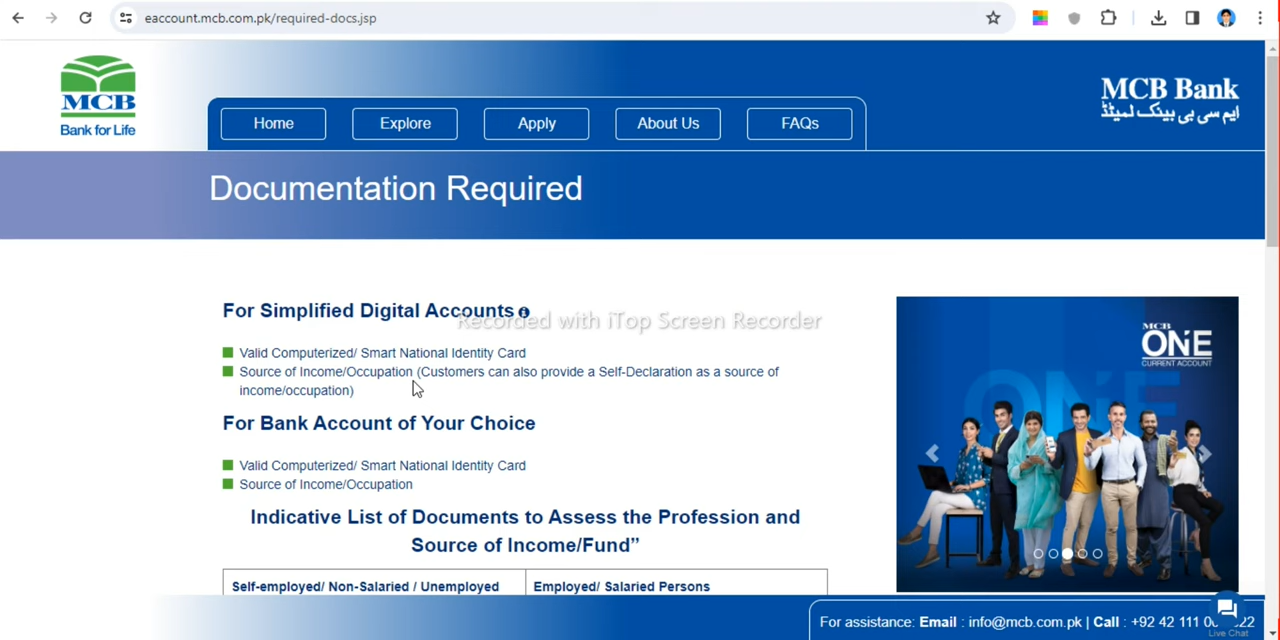 eaccount.mcb.com.pk/required-docs.jsp
MCB
Bank for Life
Home
Explore
Apply
About Us
FAQs
MCB Bank
ایم سی بی بینک لمیٹڈ
Documentation Required
For Simplified Digital Accounts
Recorded with iTop Screen Recorder
Valid Computerized/ Smart National Identity Card
Source of Income/Occupation (Customers can also provide a Self-Declaration as a source of
income/occupation)
For Bank Account of Your Choice
Valid Computerized/ Smart National Identity Card
Source of Income/Occupation
Indicative List of Documents to Assess the Profession and
Source of Income/Fund”
Self-employed/ Non-Salaried / Unemployed
Employed/ Salaried Persons
MCB
ONE
CURRENT ACCOUNT
ONE
For assistance: Email : info@mcb.com.pk | Call : +92 42 111
Live Chat